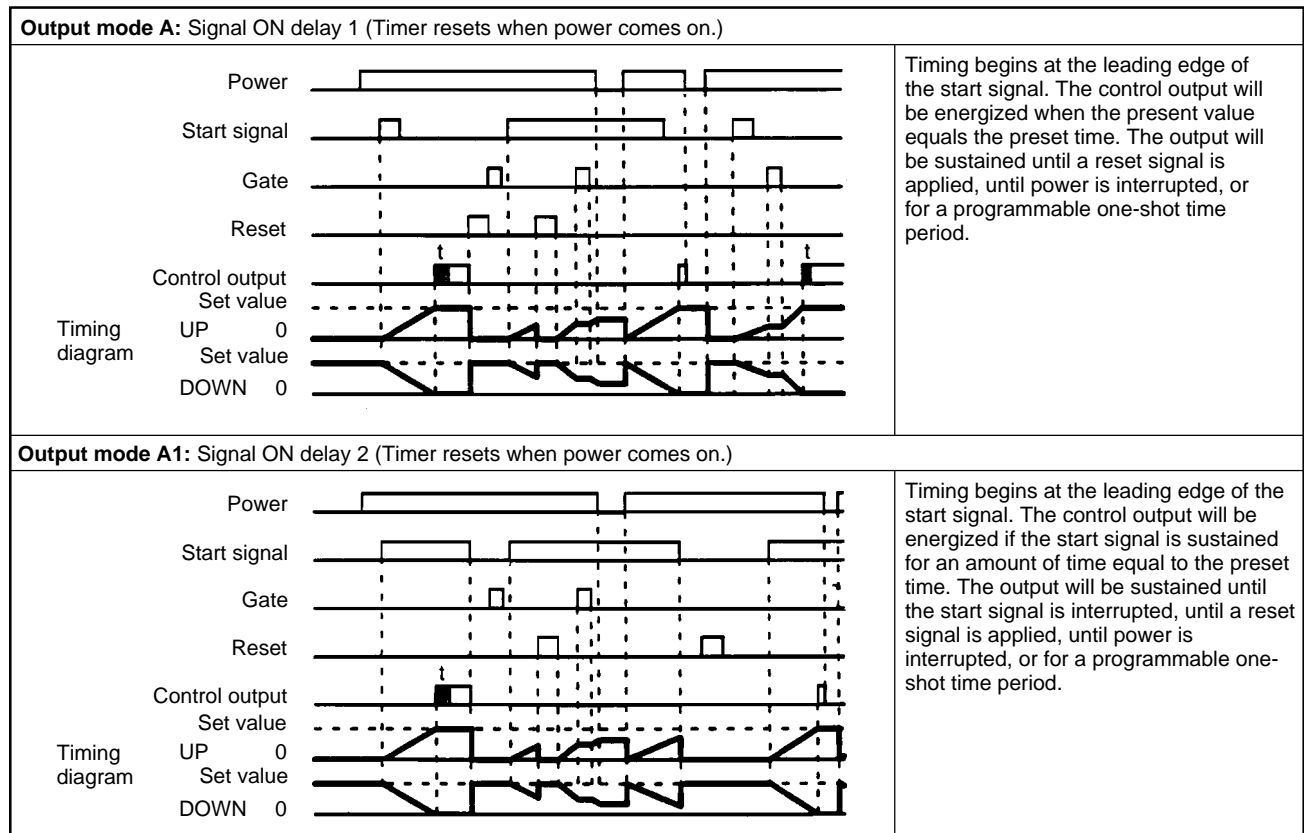 Output mode A: Signal ON delay 1 (Timer resets when power comes on.)
Power
Start signal
Gate
Reset
t
t
Control output
Set value
Timing diagram
UP 0
Set value
DOWN 0
Timing begins at the leading edge of
the start signal. The control output will
be energized when the present value
equals the preset time. The output will
be sustained until a reset signal is
applied, until power is interrupted, or
for a programmable one-shot time
period.
Output mode A1: Signal ON delay 2 (Timer resets when power comes on.)
Power
Start signal
Gate
Reset
t
Control output
Set value
Timing diagram
UP 0
Set value
DOWN 0
Timing begins at the leading edge of the
start signal. The control output will be
energized if the start signal is sustained
for an amount of time equal to the preset
time. The output will be sustained until
the start signal is interrupted, until a reset
signal is applied, until power is
interrupted, or for a programmable one-
shot time period.